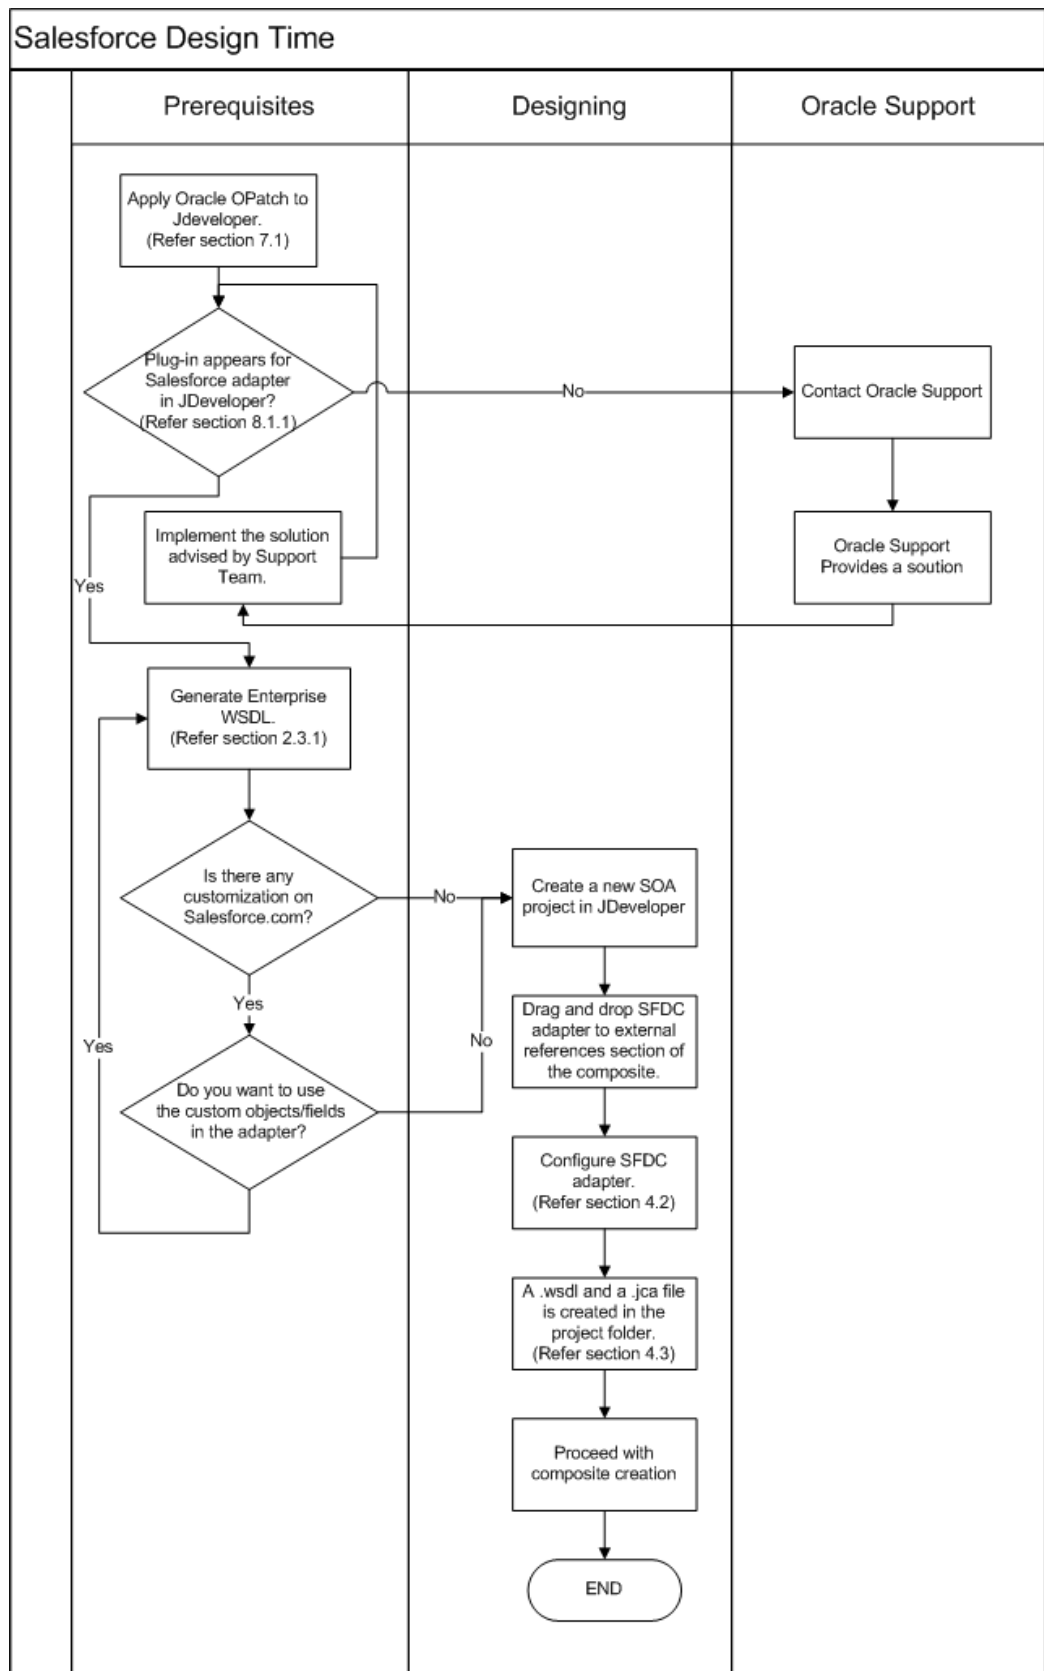 Salesforce Design Time
Prerequisites
Designing
Oracle Support
Apply Oracle OPatch to
Jdeveloper.
(Refer section 7.1)
Plug-in appears for
Salesforce adapter
in JDeveloper?
(Refer section 8.1.1)
No
Contact Oracle Support
Implement the solution
advised by Support
Team.
Oracle Support
Provides a soution
Yes
Generate Enterprise
WSDL.
(Refer section 2.3.1)
Is there any
customization on
Salesforce.com?
No
Create a new SOA
project in JDeveloper
Yes
Drag and drop SFDC
adapter to external
references section of
the composite.
Yes
No
Do you want to use
the custom objects/fields
in the adapter?
Configure SFDC
adapter.
(Refer section 4.2)
A .wsdl and a .jca file
is created in the
project folder.
(Refer section 4.3)
Proceed with
composite creation
END